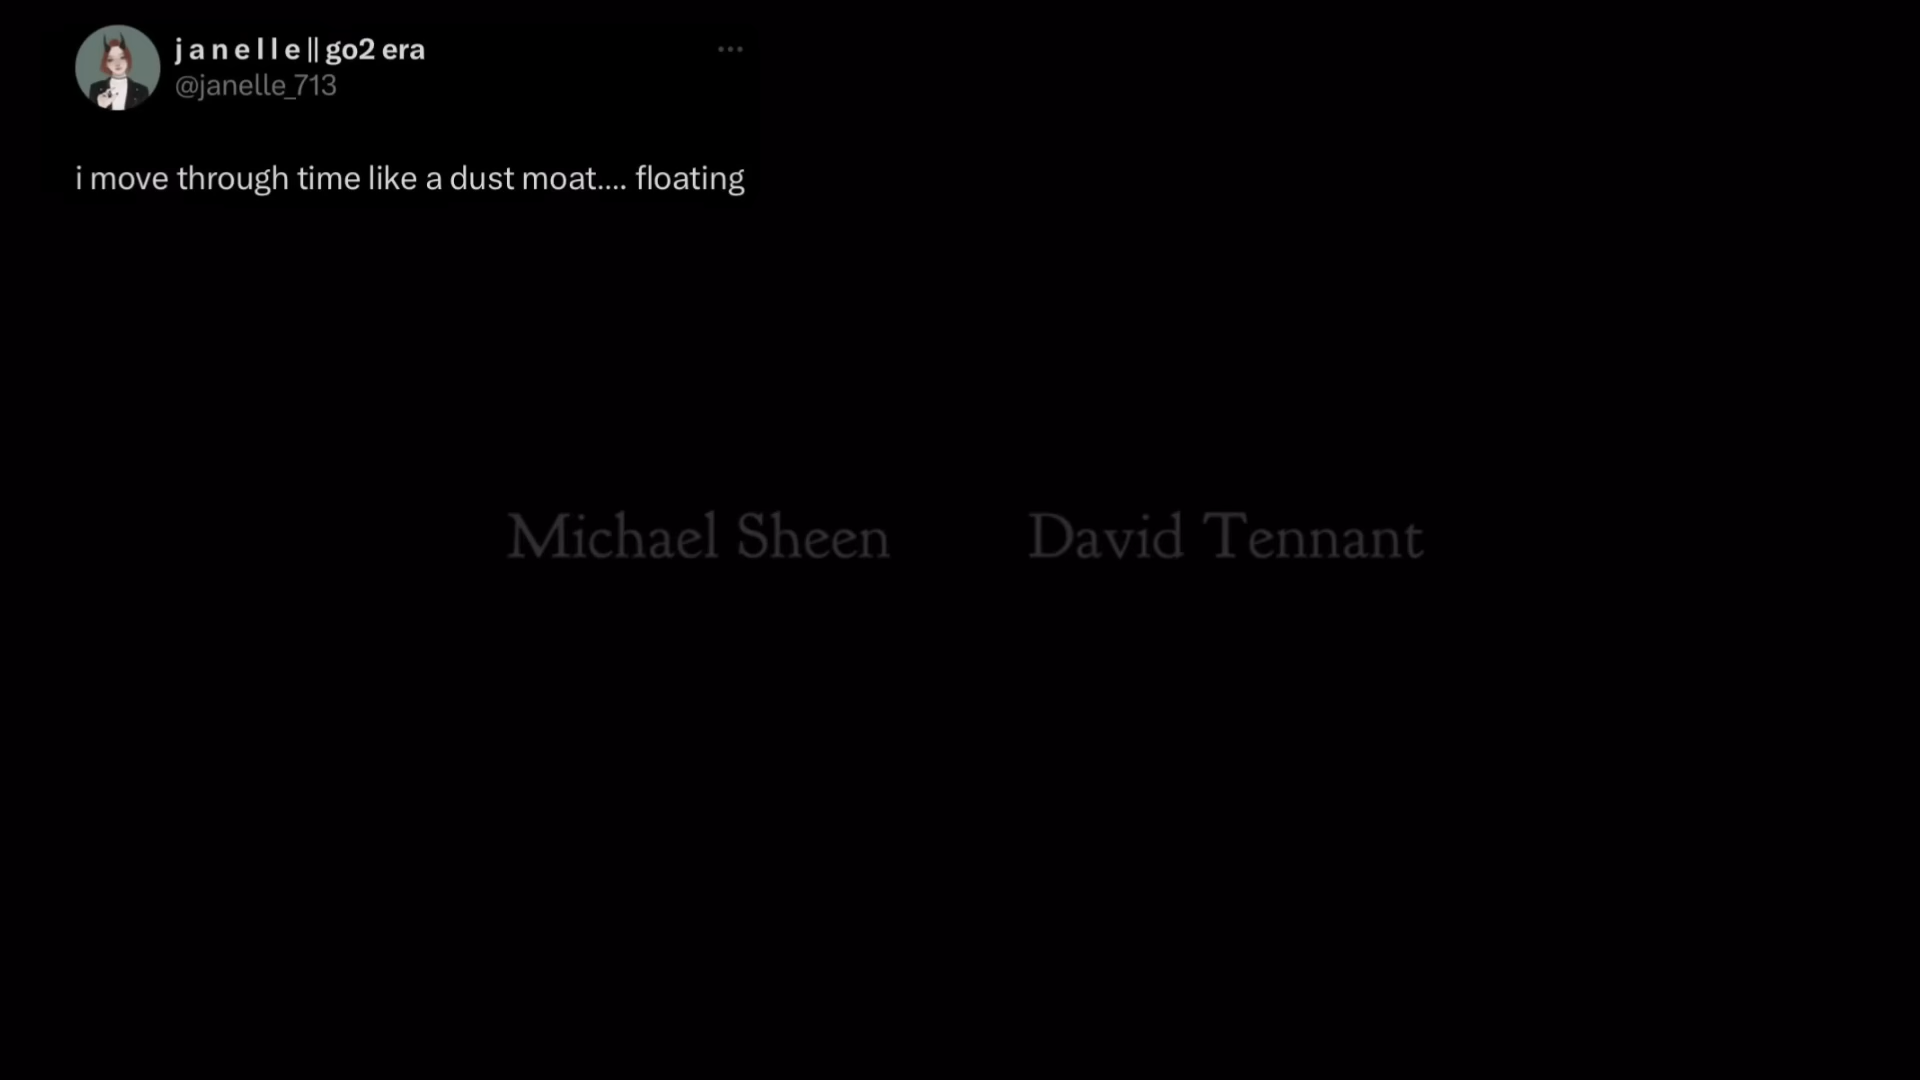 j a n e l l e || go2 era
@janelle_713
i move through time like a dust moat.... floating
Michael Sheen David Tennant